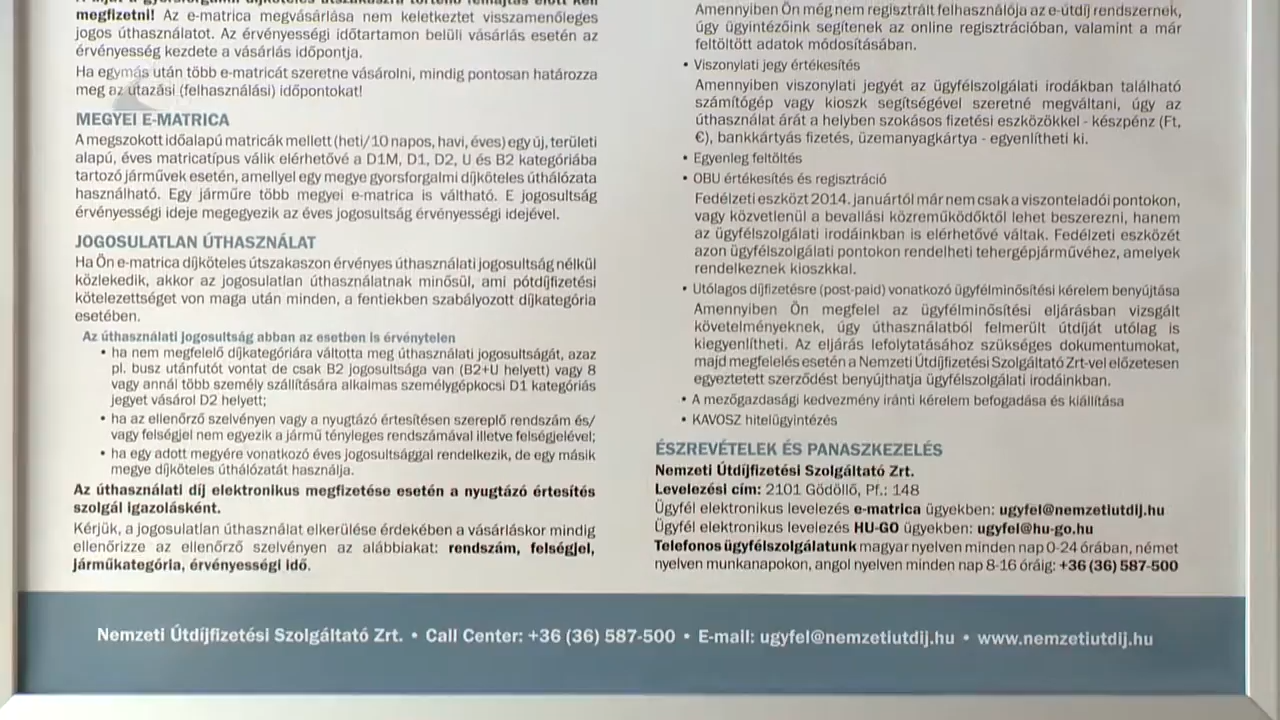 megfizetni! Az e-matrica megvásárlása nem keletkeztet visszamenőleges
jogos úthasználatot. Az érvényességi időtartamon belüli vásárlás esetén az
érvényesség kezdete a vásárlás időpontja.
Ha egymás után több e-matricát szeretne vásárolni, mindig pontosan határozza
meg az utazási (felhasználási) időpontokat!
MEGYEI E-MATRICA
A megszokott időalapú matricák mellett (heti/10 napos, havi, éves) egy új, területi
alapú, éves matricatípus válik elérhetővé a D1M, D1, D2, U és B2 kategóriába
tartozó járművek esetén, amellyel egy megye gyorsforgalmi díjköteles úthálózata
használható. Egy járműre több megyei e-matrica is váltható. E jogosultság
érvényességi ideje megegyezik az éves jogosultság érvényességi idejével.
JOGOSULATLAN ÚTHASZNÁLAT
Ha Ön e-matrica díjköteles útszakaszon érvényes úthasználati jogosultság nélkül
közlekedik, akkor az jogosulatlan úthasználatnak minősül, ami pótdíjfizetési
kötelezettséget von maga után minden, a fentiekben szabályozott díjkategória
esetében.
Az úthasználati jogosultság abban az esetben is érvénytelen
• ha nem megfelelő díjkategóriára váltotta meg úthasználati jogosultságát, azaz
pl. busz utánfutót vontat de csak B2 jogosultsága van (B2+U helyett) vagy 8
vagy annál több személy szállítására alkalmas személygépkocsi D1 kategóriás
jegyet vásárol D2 helyett;
• ha az ellenőrző szelvényen vagy a nyugtázó értesítésen szereplő rendszám és/
vagy felségjel nem egyezik a jármű tényleges rendszámával illetve felségjelével;
• ha egy adott megyére vonatkozó éves jogosultsággal rendelkezik, de egy másik
megye díjköteles úthálózatát használja.
Az úthasználati díj elektronikus megfizetése esetén a nyugtázó értesítés
szolgál igazolásként.
Kérjük, a jogosulatlan úthasználat elkerülése érdekében a vásárláskor mindig
ellenőrizze az ellenőrző szelvényen az alábbiakat: rendszám, felségjel,
járműkategória, érvényességi idő.
Amennyiben Ön még nem regisztrált felhasználója az e-útdíj rendszernek,
úgy ügyintézőink segítenek az online regisztrációban, valamint a már
feltöltött adatok módosításában.
• Viszonylati jegy értékesítés
Amennyiben viszonylati jegyét az ügyfélszolgálati irodákban található
számítógép vagy kioszk segítségével szeretné megváltani, úgy az
úthasználat árát a helyben szokásos fizetési eszközökkel - készpénz (Ft,
€), bankkártyás fizetés, üzemanyagkártya - egyenlítheti ki.
• Egyenleg feltöltés
• OBU értékesítés és regisztráció
Fedélzeti eszközt 2014. januártól már nem csak a viszonteladói pontokon,
vagy közvetlenül a bevallási közreműködőktől lehet beszerezni, hanem
az ügyfélszolgálati irodáinkban is elérhetővé váltak. Fedélzeti eszközét
azon ügyfélszolgálati pontokon rendelheti tehergépjárművéhez, amelyek
rendelkeznek kioszkkal.
• Utólagos díjfizetésre (post-paid) vonatkozó ügyfélminősítési kérelem benyújtása
Amennyiben Ön megfelel az ügyfélminősítési eljárásban vizsgált
követelményeknek, úgy úthasználatból felmerült útdíját utólag is
kiegyenlítheti. Az eljárás lefolytatásához szükséges dokumentumokat,
majd megfelelés esetén a Nemzeti Útdíjfizetési Szolgáltató Zrt-vel előzetesen
egyeztetett szerződést benyújthatja ügyfélszolgálati irodáinkban.
• A mezőgazdasági kedvezmény iránti kérelem befogadása és kiállítása
• KAVOSZ hitelügyintézés
ÉSZREVÉTELEK ÉS PANASZKEZELÉS
Nemzeti Útdíjfizetési Szolgáltató Zrt.
Levelezési cím: 2101 Gödöllő, Pf.: 148
Ügyfél elektronikus levelezés e-matrica ügyekben: ugyfel@nemzetiutdij.hu
Ügyfél elektronikus levelezés HU-GO ügyekben: ugyfel@hu-go.hu
Telefonos ügyfélszolgálatunk magyar nyelven minden nap 0-24 órában, német
nyelven munkanapokon, angol nyelven minden nap 8-16 óráig: +36 (36) 587-500
Nemzeti Útdíjfizetési Szolgáltató Zrt. • Call Center: +36 (36) 587-500 • E-mail: ugyfel@nemzetiutdij.hu • www.nemzetiutdij.hu